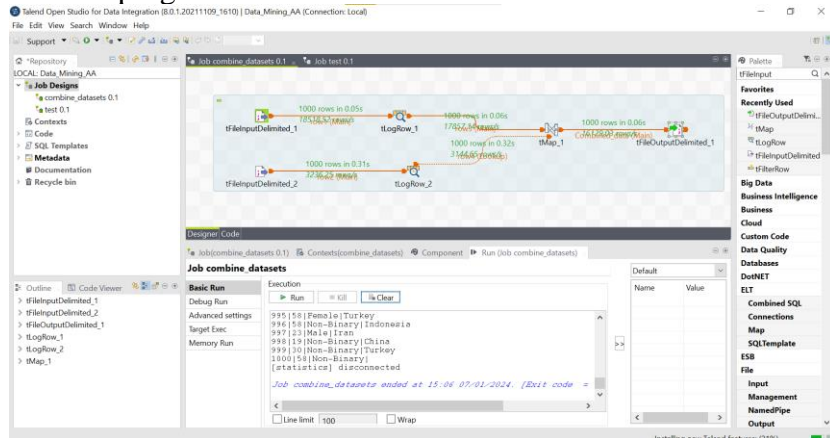 Talend Open Studio for Data Integration (8.0.1.20211109_1610) | Data_Mining_AA (Connection: Local)
File Edit View Search Window Help
Support
*Repository
LOCAL: Data_Mining_AA
Job Designs
combine_datasets 0.1
test 0.1
Contexts
Code
SQL Templates
Metadata
Documentation
Recycle bin
Job combine_datasets 0.1
Job test 0.1
1000 rows in 0.05s
tFileInputDelimited_1
tLogRow_1
1000 rows in 0.06s
1000 rows in 0.32s
tMap_1
1000 rows in 0.06s
tFileOutputDelimited_1
1000 rows in 0.31s
tFileInputDelimited_2
tLogRow_2
Designer Code
Job(combine_datasets 0.1) Contexts(combine_datasets) Component Run (Job combine_datasets)
Job combine_datasets
Basic Run
Debug Run
Advanced settings
Target Exec
Memory Run
Execution
Run Kill Clear
995|58|Female|Turkey
996|58|Non-Binary|Indonesia
997|23|Male|Iran
998|19|Non-Binary|China
999|30|Non-Binary|Turkey
1000|58|Non-Binary|
[statistics] disconnected
Job combine_datasets ended at 15:06 07/01/2024. [Exit code =
Line limit 100 Wrap
>>
Default
Name Value
Outline Code Viewer
tFileInputDelimited_1
tFileInputDelimited_2
tFileOutputDelimited_1
tLogRow_1
tLogRow_2
tMap_1
Palette
tFileInput
Favorites
Recently Used
tFileOutputDelimi...
tMap
tLogRow
tFileInputDelimited
tFilterRow
Big Data
Business Intelligence
Business
Cloud
Custom Code
Data Quality
Databases
DotNET
ELT
Combined SQL
Connections
Map
SQLTemplate
ESB
File
Input
Management
NamedPipe
Output